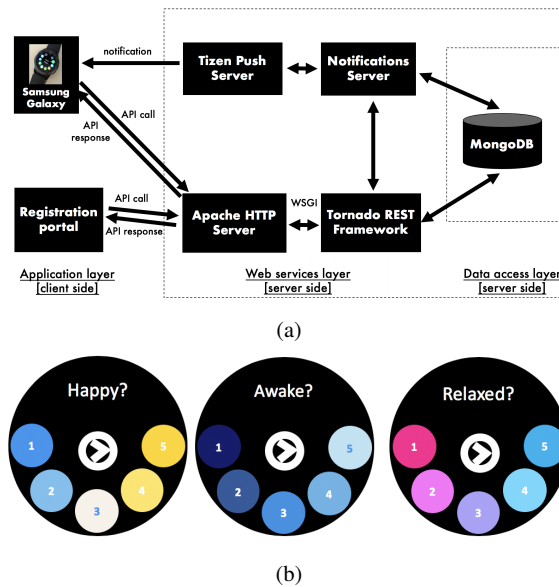 notification
Tizen Push
Server
Notifications
Server
Samsung
Galaxy
API call
API
response
MongoDB
WSGI
API call
Registration
portal
API response
Apache HTTP
Server
Tornado REST
Framework
Application layer
[client side]
Web services layer
[server side]
Data access layer
[server side]
(a)
Happy?
1
2
3
4
5
Awake?
1
2
3
4
5
Relaxed?
1
2
3
4
5
(b)